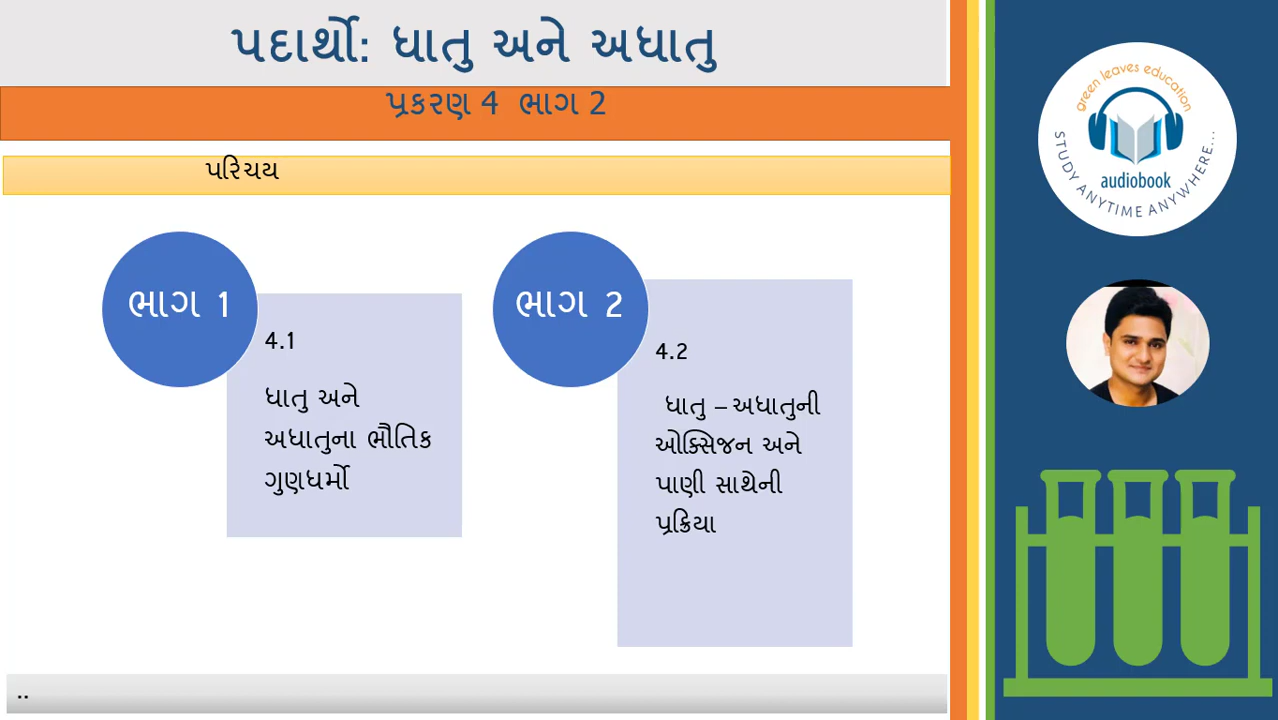 પદાર્થો: ધાતુ અને અધાતુ
પ્રકરણ 4 ભાગ 2
પરિચય
ભાગ 1
4.1
ધાતુ અને
અધાતુના ભૌતિક
ગુણધર્મો
ભાગ 2
4.2
ધાતુ – અધાતુની
ઓક્સિજન અને
પાણી સાથેની
પ્રક્રિયા
..
green leaves education
audiobook
STUDY ANYTIME ANYWHERE...